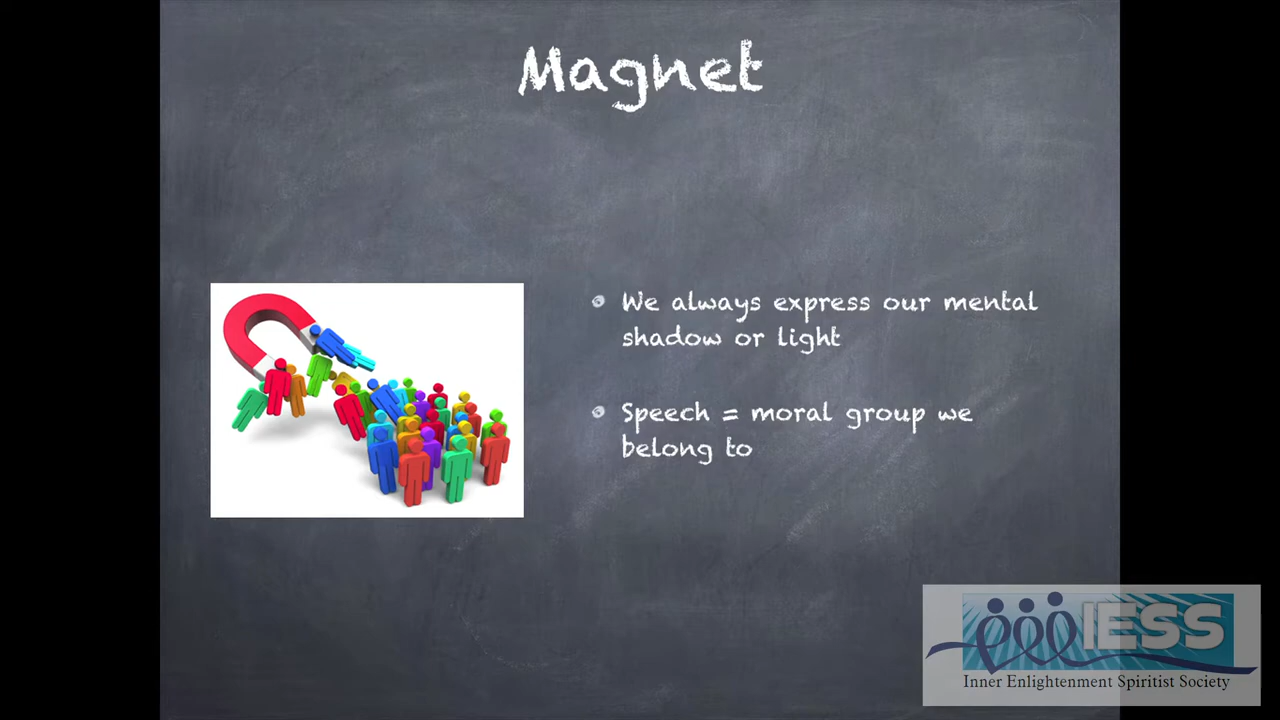 Magnet
We always express our mental
shadow or light
Speech = moral group we
belong to
IESS
Inner Enlightenment Spiritist Society